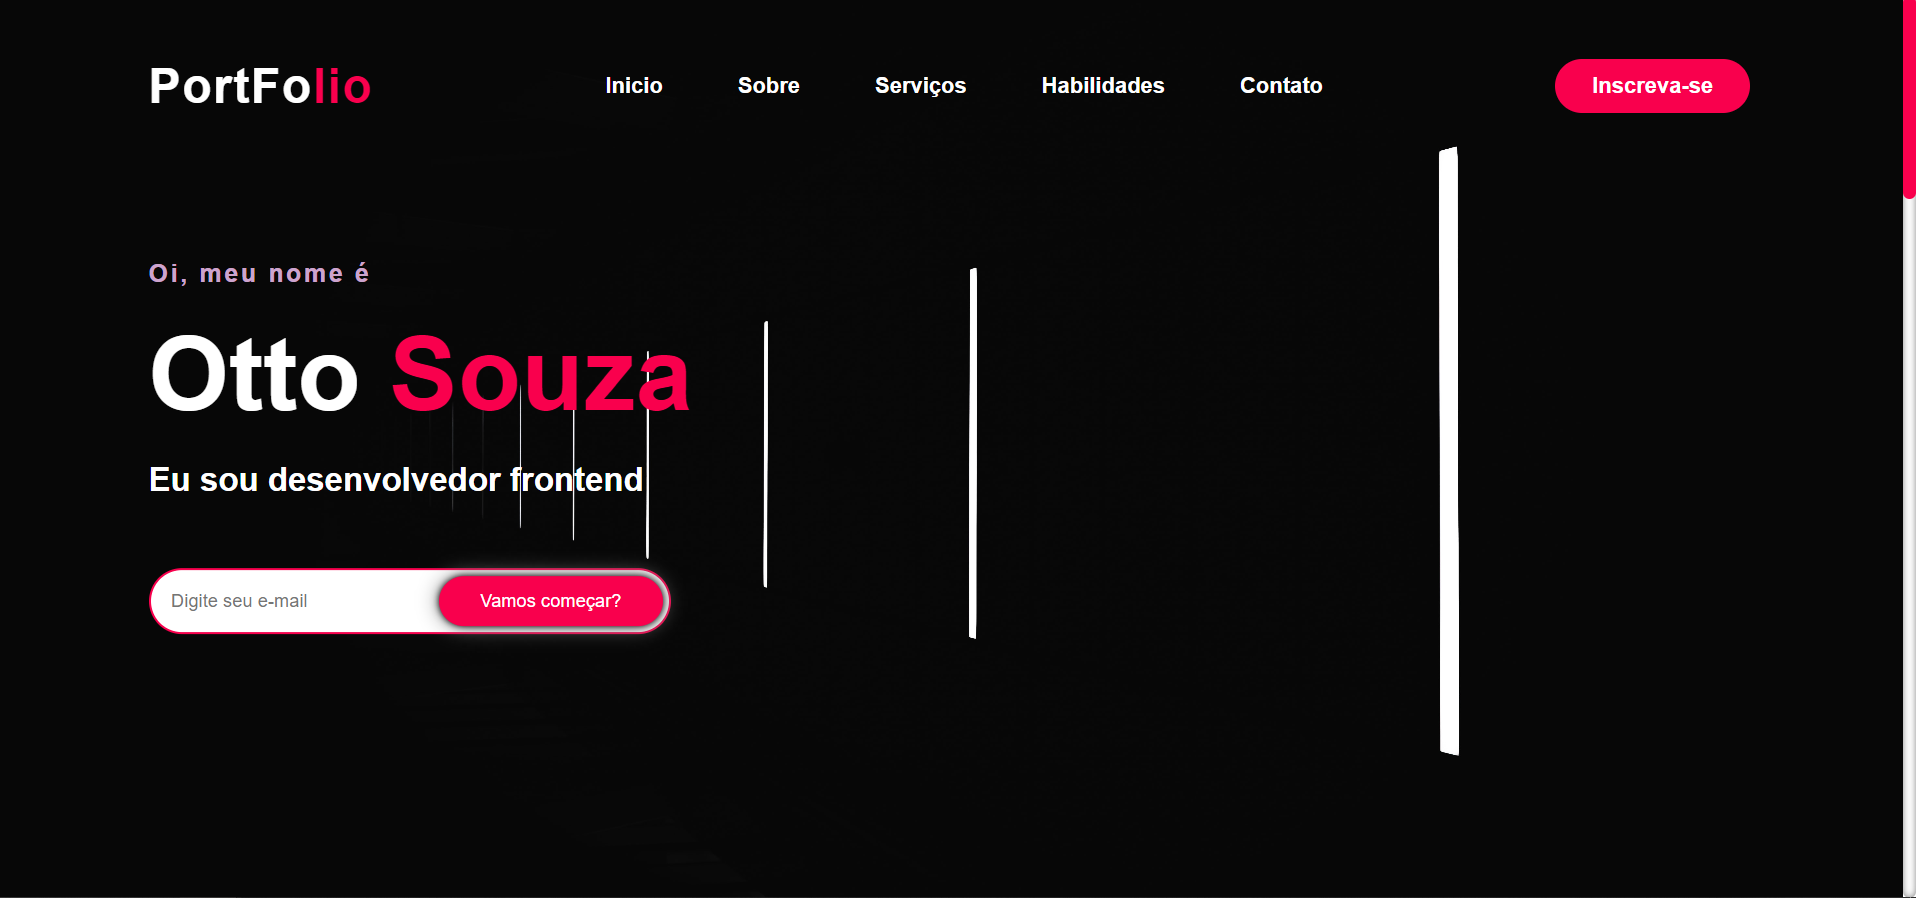 PortFolio
Inicio
Sobre
Serviços
Habilidades
Contato
Inscreva-se
Oi, meu nome é
Otto Souza
Eu sou desenvolvedor frontend
Digite seu e-mail
Vamos começar?